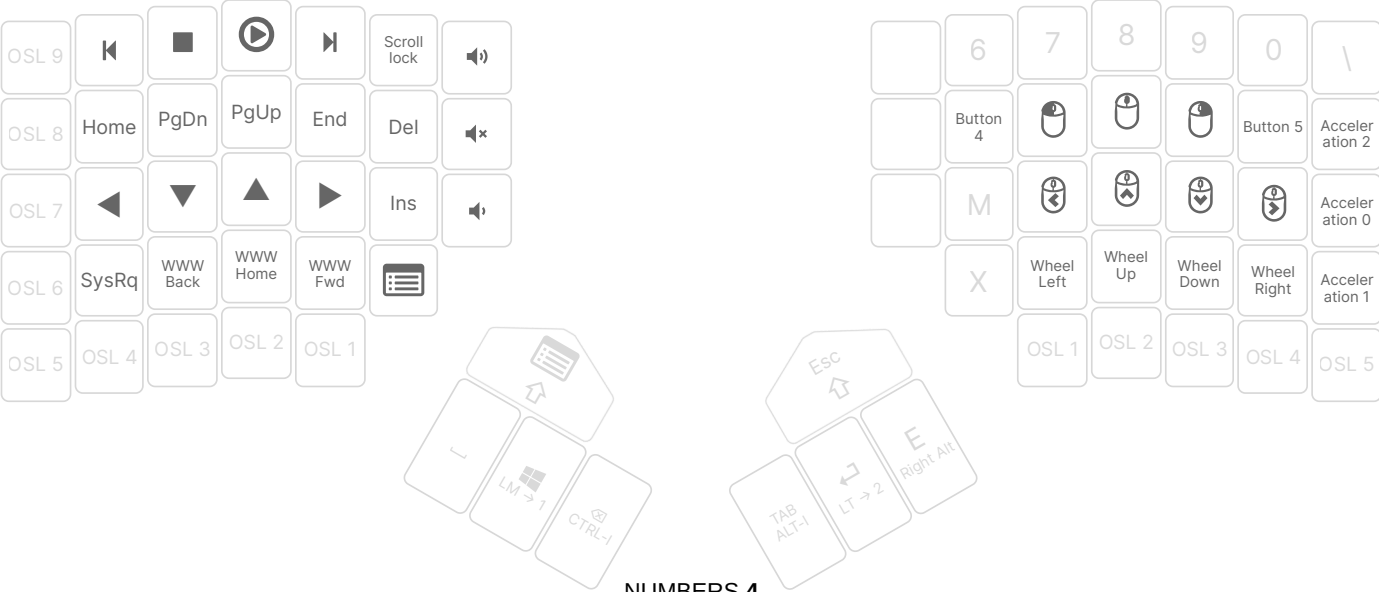 OSL 9
Scroll
lock
6
7
8
9
0
\
OSL 8
Home
PgDn
PgUp
End
Del
Button
4
Button 5
Acceler
ation 2
OSL 7
Ins
M
Acceler
ation 0
OSL 6
SysRq
WWW
Back
WWW
Home
WWW
Fwd
X
Wheel
Left
Wheel
Up
Wheel
Down
Wheel
Right
Acceler
ation 1
OSL 5
OSL 4
OSL 3
OSL 2
OSL 1
OSL 1
OSL 2
OSL 3
OSL 4
OSL 5
Esc
LM → 1
CTRL-I
TAB
ALT-I
LT → 2
E
Right Alt
NUMBERS 4